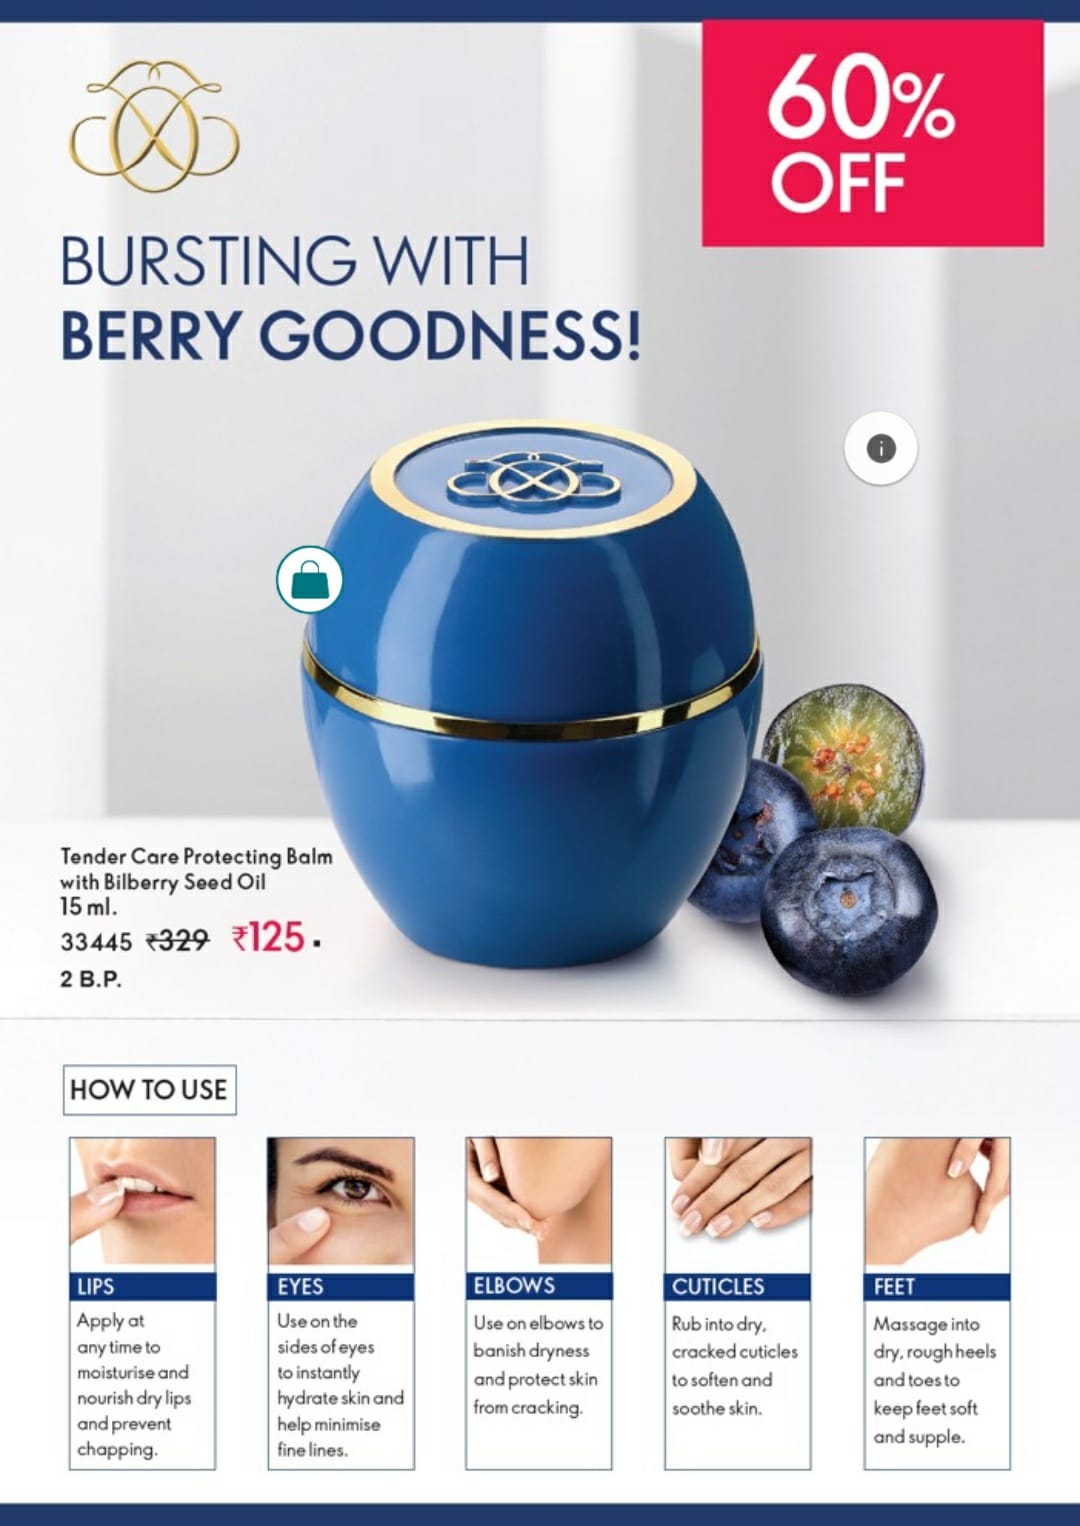 60%
OFF
BURSTING WITH
BERRY GOODNESS!
Tender Care Protecting Balm
with Bilberry Seed Oil
15 ml.
33445 ₹329 ₹125 .
2 B.P.
HOW TO USE
LIPS
Apply at
any time to
moisturise and
nourish dry lips
and prevent
chapping.
EYES
Use on the
sides of eyes
to instantly
hydrate skin and
help minimise
fine lines.
ELBOWS
Use on elbows to
banish dryness
and protect skin
from cracking.
CUTICLES
Rub into dry,
cracked cuticles
to soften and
soothe skin.
FEET
Massage into
dry, rough heels
and toes to
keep feet soft
and supple.